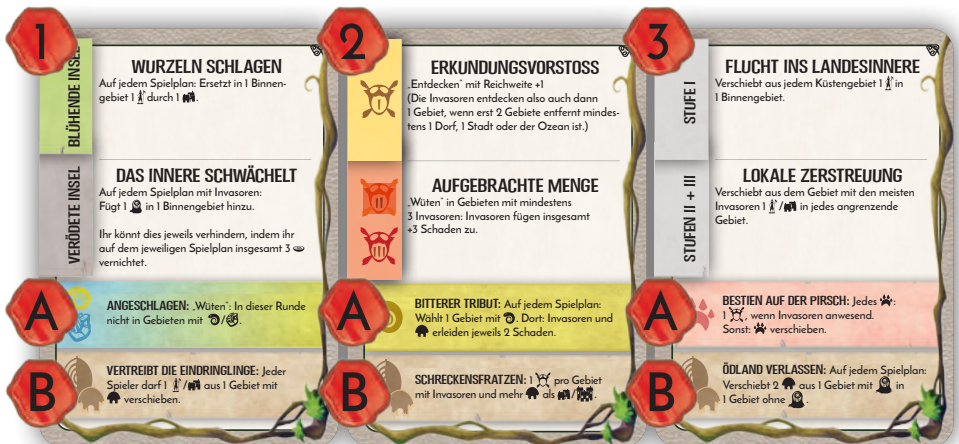 1
BLÜHENDE INSEL
WURZELN SCHLAGEN
Auf jedem Spielplan: Ersetzt in 1 Binnen-
gebiet 1 durch 1 .
VERÖDETE INSEL
DAS INNERE SCHWÄCHELT
Auf jedem Spielplan mit Invasoren:
Fügt 1 in 1 Binnengebiet hinzu.
Ihr könnt dies jeweils verhindern, indem ihr
auf dem jeweiligen Spielplan insgesamt 3
vernichtet.
A
ANGESCHLAGEN: „Wüten“: In dieser Runde
nicht in Gebieten mit / .
B
VERTREIBT DIE EINDRINGLINGE: Jeder
Spieler darf 1 / aus 1 Gebiet mit
verschieben.
2
I
ERKUNDUNGSVORSTOSS
„Entdecken“ mit Reichweite +1
(Die Invasoren entdecken also auch dann
1 Gebiet, wenn erst 2 Gebiete entfernt mindes-
tens 1 Dorf, 1 Stadt oder der Ozean ist.)
II
III
AUFGEBRACHTE MENGE
„Wüten“ in Gebieten mit mindestens
3 Invasoren: Invasoren fügen insgesamt
+3 Schaden zu.
A
BITTERER TRIBUT: Auf jedem Spielplan:
Wählt 1 Gebiet mit . Dort: Invasoren und
erleiden jeweils 2 Schaden.
B
SCHRECKENSFRATZEN: 1 pro Gebiet
mit Invasoren und mehr als / .
3
STUFE I
FLUCHT INS LANDESINNERE
Verschiebt aus jedem Küstengebiet 1 in
1 Binnengebiet.
STUFEN II + III
LOKALE ZERSTREUUNG
Verschiebt aus dem Gebiet mit den meisten
Invasoren 1 / in jedes angrenzende
Gebiet.
A
BESTIEN AUF DER PIRSCH: Jedes :
1 , wenn Invasoren anwesend.
Sonst: verschieben.
B
ÖDLAND VERLASSEN: Auf jedem Spielplan:
Verschiebt 2 aus 1 Gebiet mit in
1 Gebiet ohne .